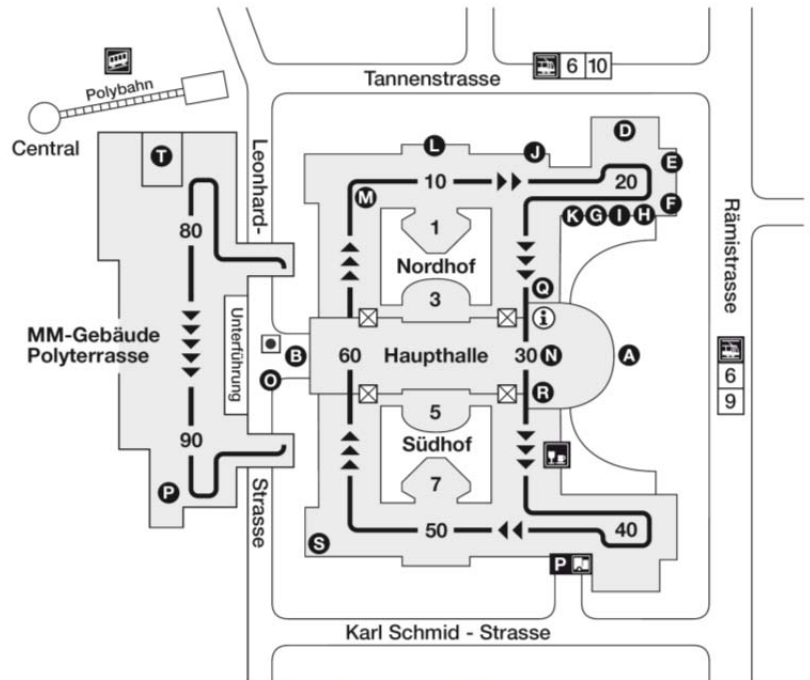 Tannenstrasse
6 10
Polybahn
Central
T
Leonhard-
L
J
D
E
F
M
10
20
K G I H
80
1
Nordhof
3
Q
i
Rämistrasse
MM-Gebäude
Polyterrasse
Unterführung
B
60
Haupthalle
30 N
A
O
R
6
9
5
Südhof
90
7
P
Strasse
S
50
40
P
Karl Schmid - Strasse